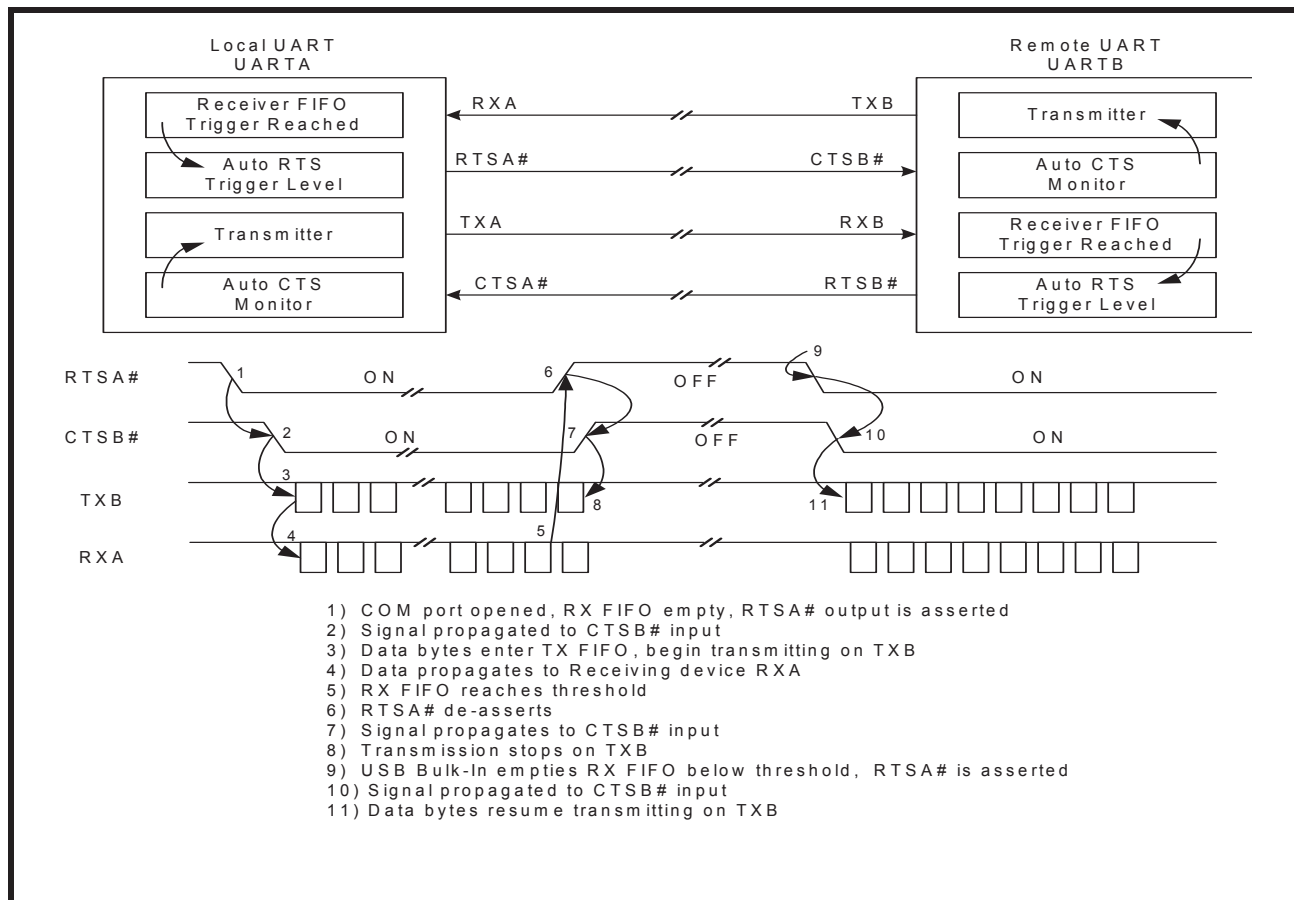 Local UART
UARTA
Remote UART
UARTB
Receiver FIFO
Trigger Reached
Auto RTS
Trigger Level
Transmitter
Auto CTS
Monitor
RXA
TXB
RTSA#
CTSB#
TXA
RXB
CTSA#
RTSB#
Transmitter
Auto CTS
Monitor
Receiver FIFO
Trigger Reached
Auto RTS
Trigger Level
RTSA#
1
ON
6
OFF
9
ON
CTSB#
2
ON
7
OFF
10
ON
TXB
3
8
11
RXA
4
5
1) COM port opened, RX FIFO empty, RTSA# output is asserted
2) Signal propagated to CTSB# input
3) Data bytes enter TX FIFO, begin transmitting on TXB
4) Data propagates to Receiving device RXA
5) RX FIFO reaches threshold
6) RTSA# de-asserts
7) Signal propagates to CTSB# input
8) Transmission stops on TXB
9) USB Bulk-In empties RX FIFO below threshold, RTSA# is asserted
10) Signal propagated to CTSB# input
11) Data bytes resume transmitting on TXB